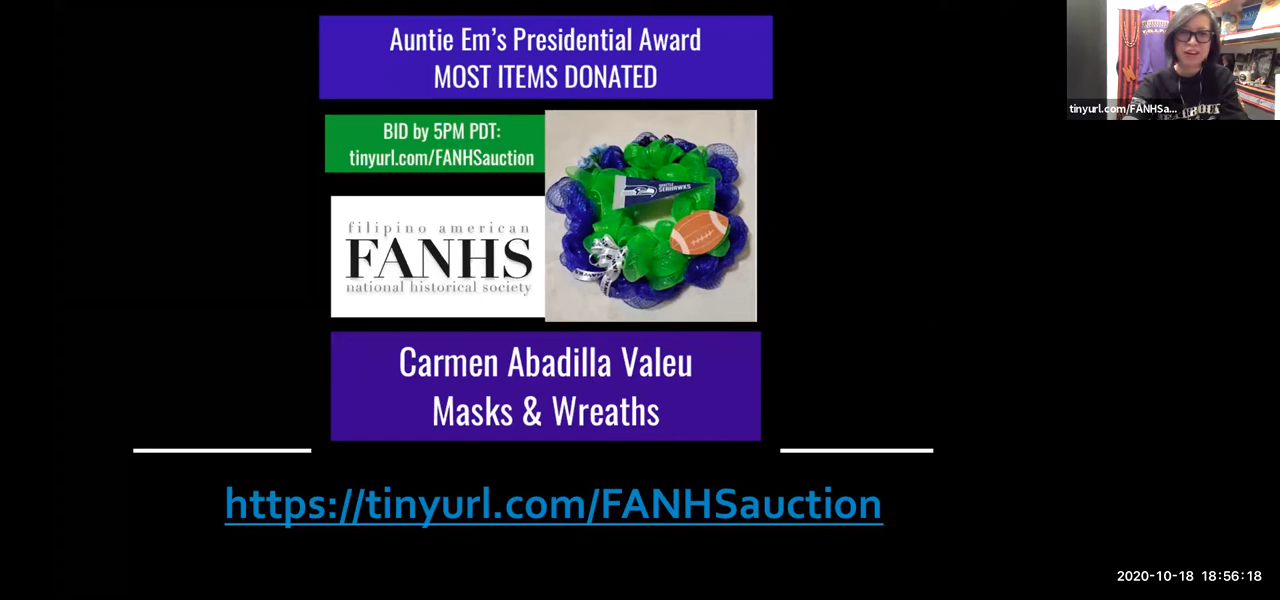 Auntie Em's Presidential Award
MOST ITEMS DONATED
BID by 5PM PDT:
tinyurl.com/FANHSauction
SEATTLE
SEAHAWKS
filipino american
FANHS
national historical society
Carmen Abadilla Valeu
Masks & Wreaths
https://tinyurl.com/FANHSauction
tinyurl.com/FANHSa...
2020-10-18 18:56:18